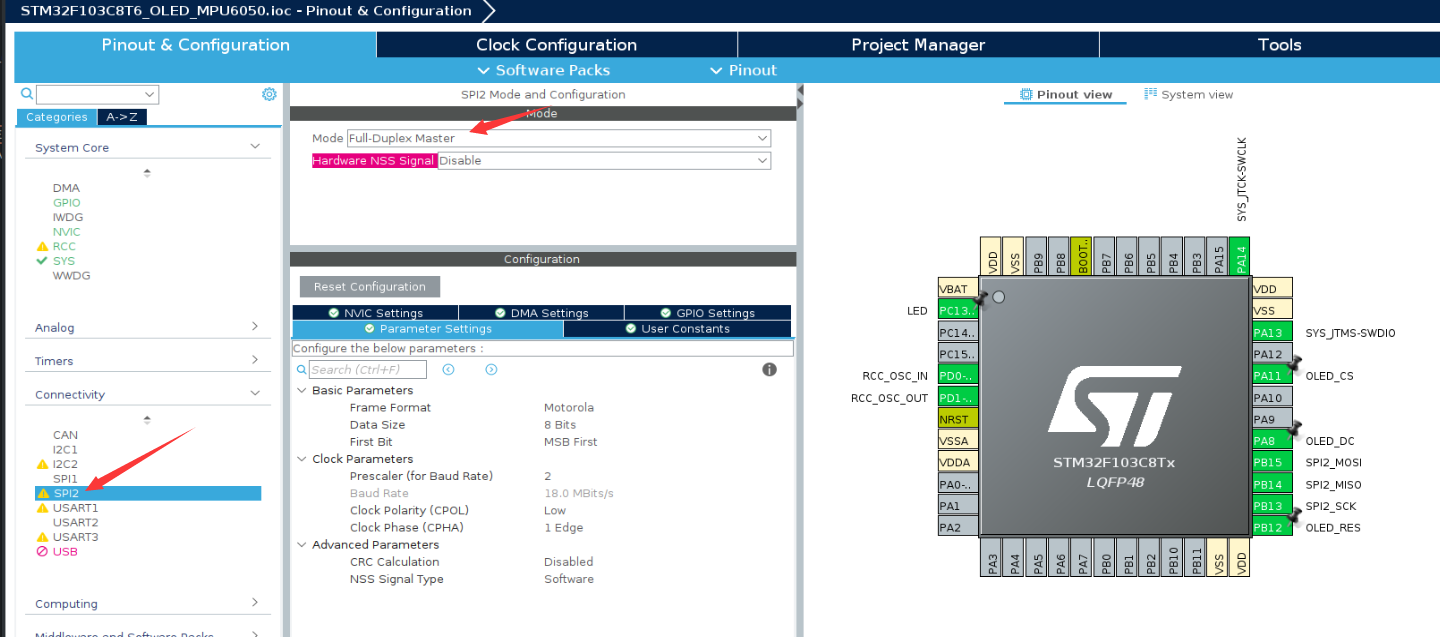 STM32F103C8T6_OLED_MPU6050.ioc - Pinout & Configuration
Pinout & Configuration
Clock Configuration
Project Manager
Tools
Software Packs
Pinout
Categories
A->Z
System Core
DMA
GPIO
IWDG
NVIC
RCC
SYS
WWDG
Analog
Timers
Connectivity
CAN
I2C1
I2C2
SPI1
SPI2
USART1
USART2
USART3
USB
Computing
Middleware and Software Packs
SPI2 Mode and Configuration
Mode
Mode Full-Duplex Master
Hardware NSS Signal Disable
Configuration
Reset Configuration
NVIC Settings
DMA Settings
GPIO Settings
Parameter Settings
User Constants
Configure the below parameters :
Search (Ctrl+F)
Basic Parameters
Frame Format Motorola
Data Size 8 Bits
First Bit MSB First
Clock Parameters
Prescaler (for Baud Rate) 2
Baud Rate 18.0 MBits/s
Clock Polarity (CPOL) Low
Clock Phase (CPHA) 1 Edge
Advanced Parameters
CRC Calculation Disabled
NSS Signal Type Software
Pinout view
System view
SYS_JTCK-SWCLK
VDD
VSS
PB9
PB8
BOOT..
PB7
PB6
PB5
PB4
PB3
PA15
PA14
VBAT
LED PC13..
PC14..
PC15..
RCC_OSC_IN PD0-..
RCC_OSC_OUT PD1-..
NRST
VSSA
VDDA
PA0-..
PA1
PA2
ST
STM32F103C8Tx
LQFP48
VDD
VSS
PA13 SYS_JTMS-SWDIO
PA12
PA11 OLED_CS
PA10
PA9
PA8 OLED_DC
PB15 SPI2_MOSI
PB14 SPI2_MISO
PB13 SPI2_SCK
PB12 OLED_RES
PA3
PA4
PA5
PA6
PA7
PB0
PB1
PB2
PB10
PB11
VSS
VDD